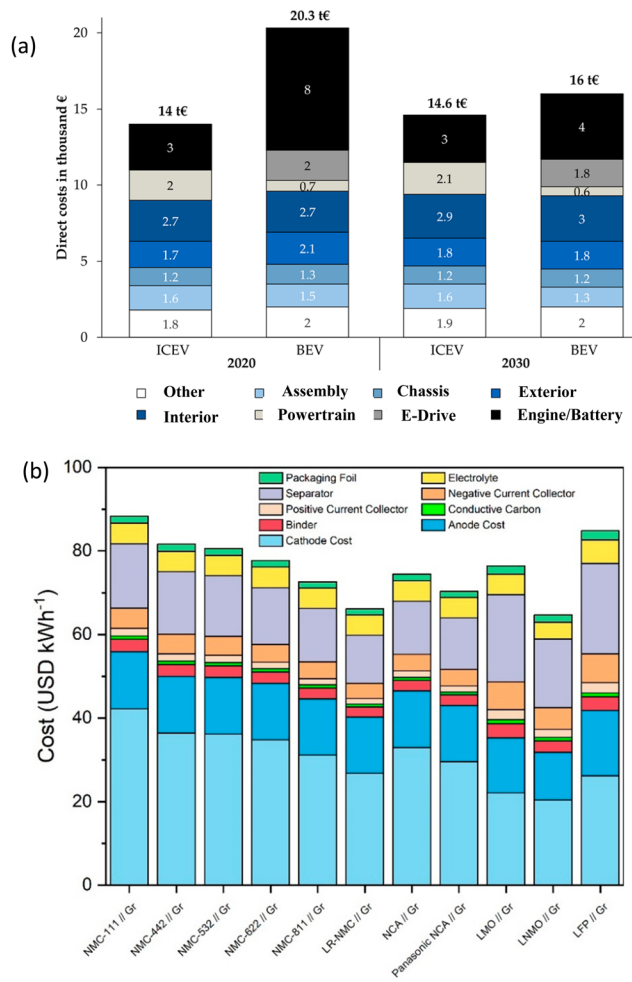 (a)
Direct costs in thousand €
20
15
10
5
0
14 t€
20.3 t€
14.6 t€
16 t€
3
2
2.7
1.7
1.2
1.6
1.8
8
2
0.7
2.7
2.1
1.3
1.5
2
3
2.1
2.9
1.8
1.2
1.6
1.9
4
1.8
0.6
3
1.8
1.2
1.3
2
ICEV BEV ICEV BEV
2020 2030
Other Assembly Chassis Exterior
Interior Powertrain E-Drive Engine/Battery
(b)
Cost (USD kWh-1)
100
80
60
40
20
0
Packaging Foil Electrolyte
Separator Negative Current Collector
Positive Current Collector Conductive Carbon
Binder Anode Cost
Cathode Cost
NMC-111 // Gr
NMC-442 // Gr
NMC-532 // Gr
NMC-622 // Gr
NMC-811 // Gr
LR-NMC // Gr
NCA // Gr
Panasonic NCA // Gr
LMO // Gr
LNMO // Gr
LFP // Gr